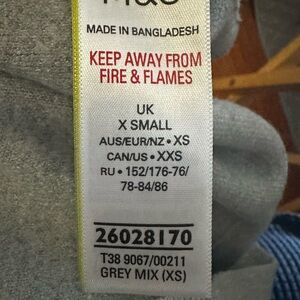 M&S
MADE IN BANGLADESH
KEEP AWAY FROM
FIRE & FLAMES
UK
X SMALL
AUS/EUR/NZ • XS
CAN/US • XXS
RU • 152/176-76/
78-84/86
26028170
T38 9067/00211
GREY MIX (XS)